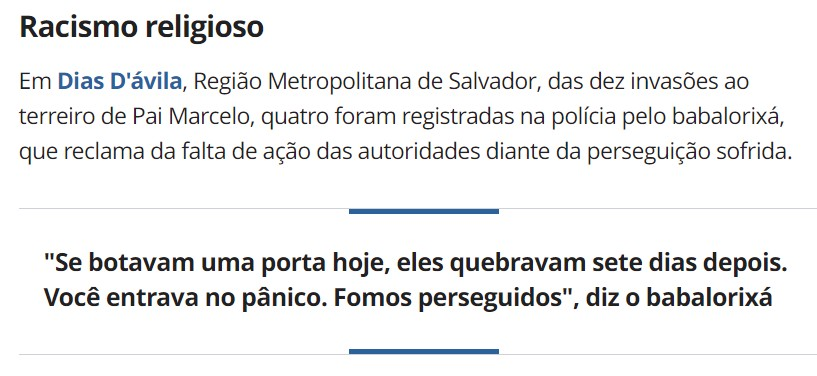 Racismo religioso
Em Dias D'ávila, Região Metropolitana de Salvador, das dez invasões ao
terreiro de Pai Marcelo, quatro foram registradas na polícia pelo babalorixá,
que reclama da falta de ação das autoridades diante da perseguição sofrida.
"Se botavam uma porta hoje, eles quebravam sete dias depois.
Você entrava no pânico. Fomos perseguidos", diz o babalorixá